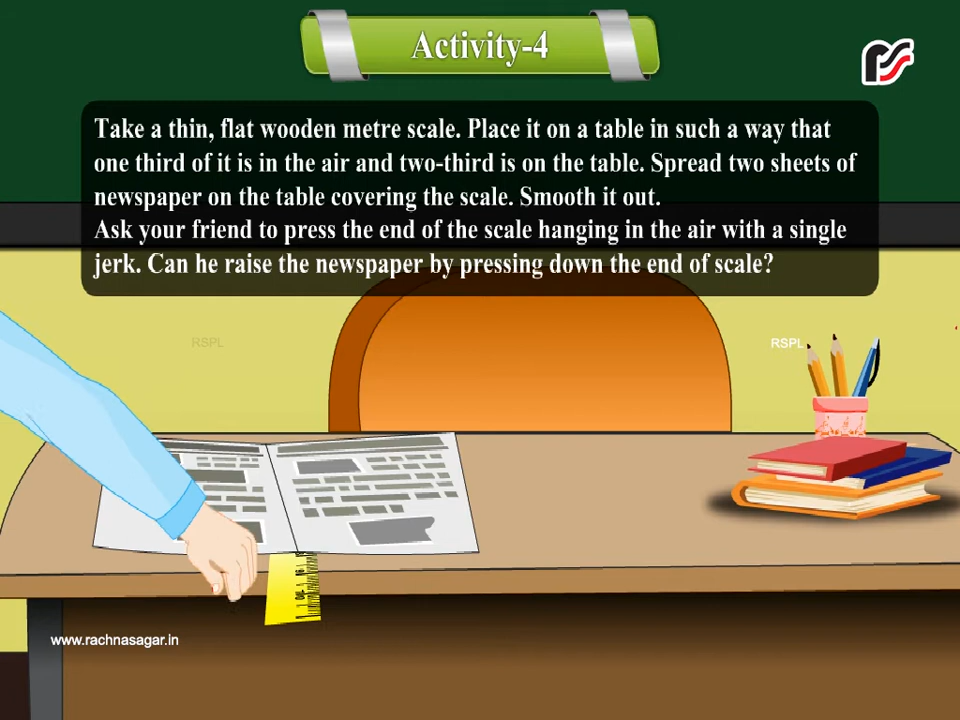 Activity-4
Take a thin, flat wooden metre scale. Place it on a table in such a way that
one third of it is in the air and two-third is on the table. Spread two sheets of
newspaper on the table covering the scale. Smooth it out.
Ask your friend to press the end of the scale hanging in the air with a single
jerk. Can he raise the newspaper by pressing down the end of scale?
RSPL
RSPL
www.rachnasagar.in